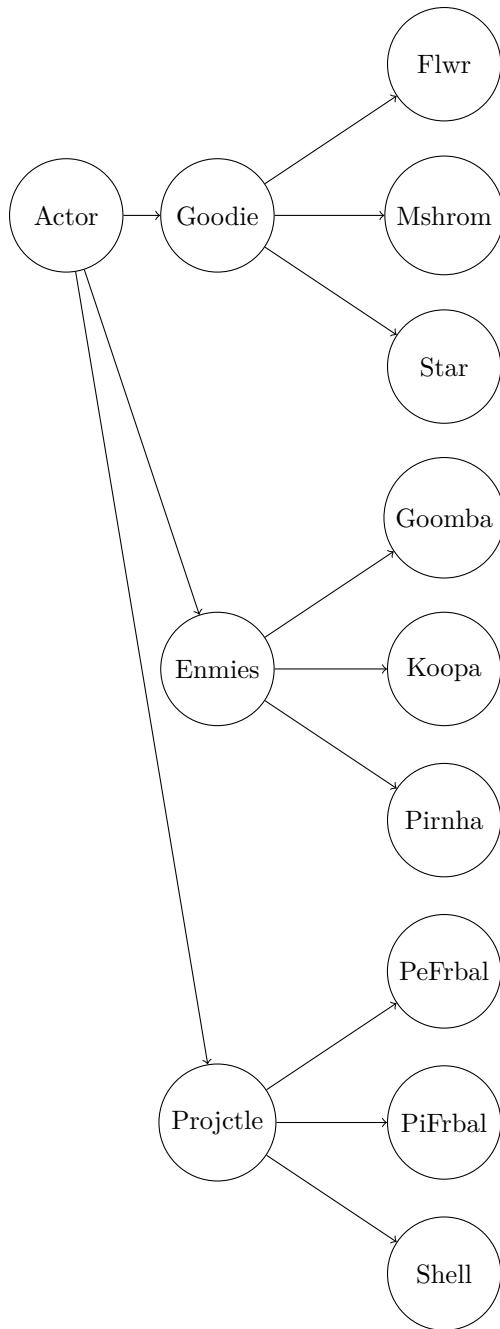 Flwr
Actor
Goodie
Mshrom
Star
Goomba
Enmies
Koopa
Pirnha
PeFrbal
Projctle
PiFrbal
Shell